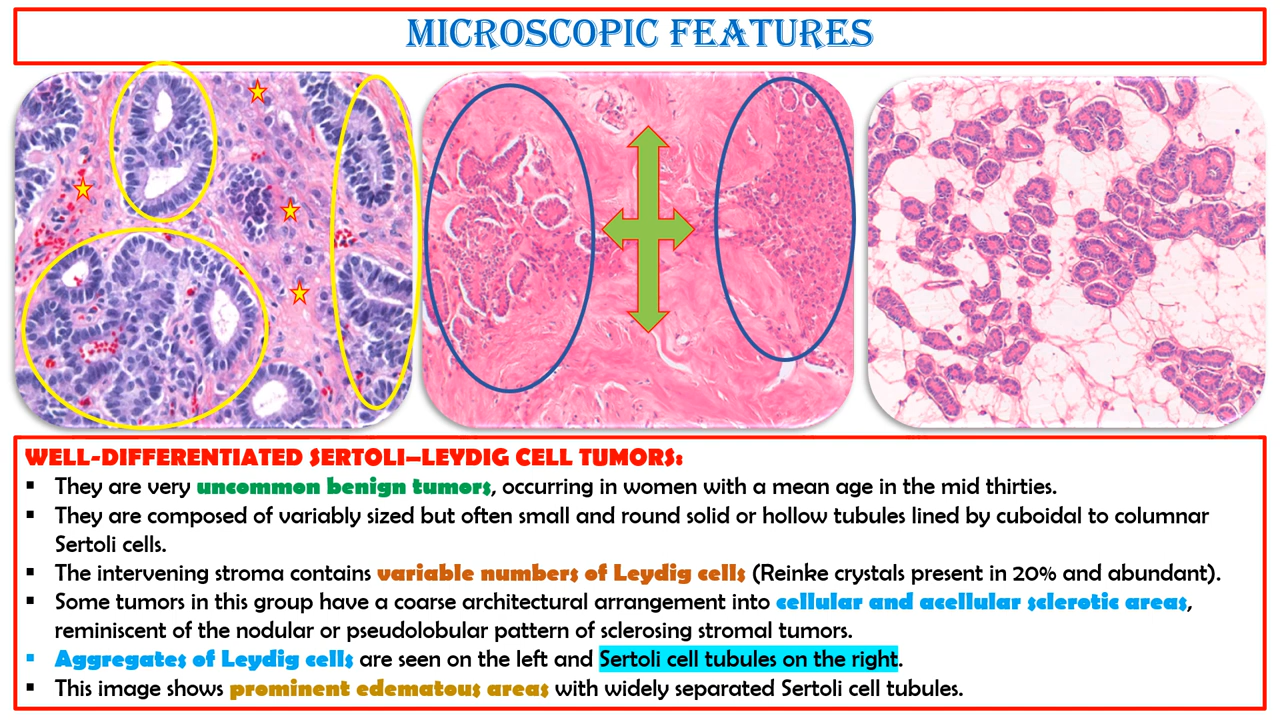 MICROSCOPIC FEATURES
WELL-DIFFERENTIATED SERTOLI–LEYDIG CELL TUMORS:
▪ They are very uncommon benign tumors, occurring in women with a mean age in the mid thirties.
▪ They are composed of variably sized but often small and round solid or hollow tubules lined by cuboidal to columnar
Sertoli cells.
▪ The intervening stroma contains variable numbers of Leydig cells (Reinke crystals present in 20% and abundant).
▪ Some tumors in this group have a coarse architectural arrangement into cellular and acellular sclerotic areas,
reminiscent of the nodular or pseudolobular pattern of sclerosing stromal tumors.
▪ Aggregates of Leydig cells are seen on the left and Sertoli cell tubules on the right.
▪ This image shows prominent edematous areas with widely separated Sertoli cell tubules.